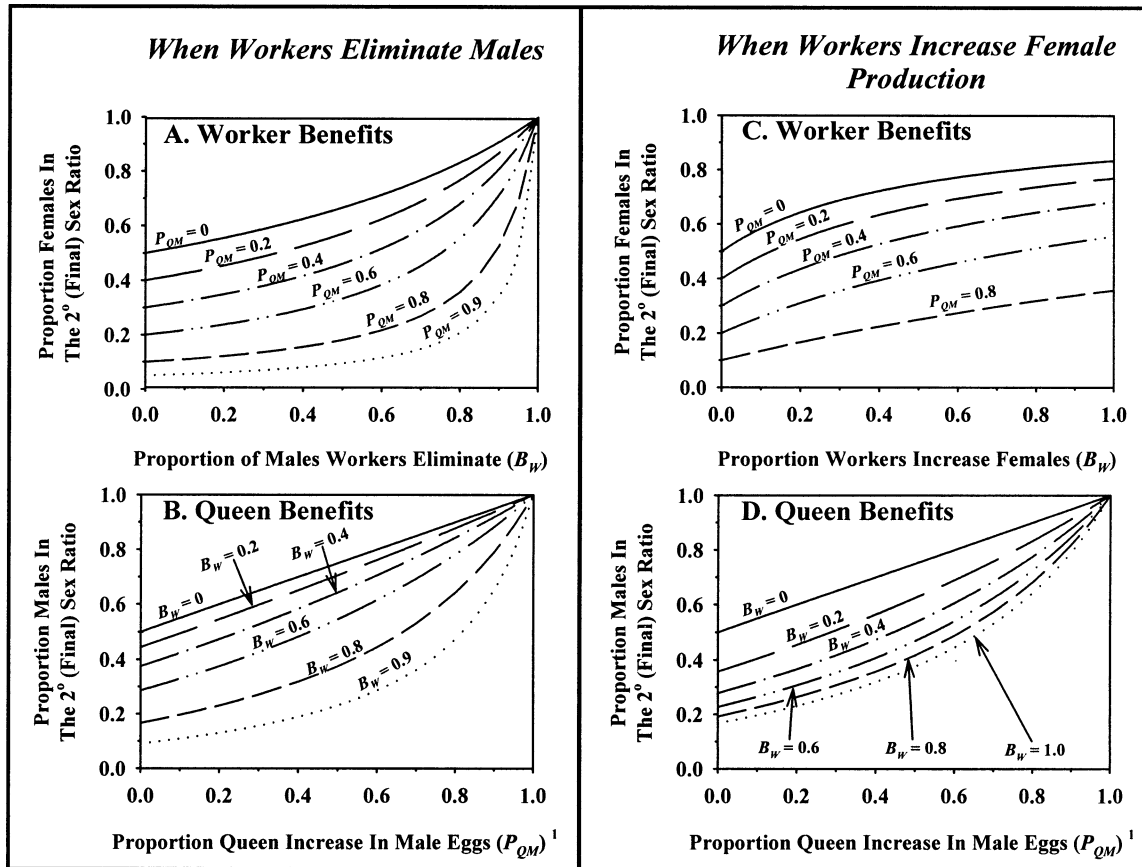 When Workers Eliminate Males
Proportion Females In
The 2° (Final) Sex Ratio
A. Worker Benefits
1.0
0.8
0.6
0.4
0.2
0.0
P_QM = 0
P_QM = 0.2
P_QM = 0.4
P_QM = 0.6
P_QM = 0.8
P_QM = 0.9
0.0 0.2 0.4 0.6 0.8 1.0
Proportion of Males Workers Eliminate (B_W)
Proportion Males In
The 2° (Final) Sex Ratio
B. Queen Benefits
1.0
0.8
0.6
0.4
0.2
0.0
B_W = 0
B_W = 0.2
B_W = 0.4
B_W = 0.6
B_W = 0.8
B_W = 0.9
0.0 0.2 0.4 0.6 0.8 1.0
Proportion Queen Increase In Male Eggs (P_QM) ¹
When Workers Increase Female
Production
Proportion Females In
The 2° (Final) Sex Ratio
C. Worker Benefits
1.0
0.8
0.6
0.4
0.2
0.0
P_QM = 0
P_QM = 0.2
P_QM = 0.4
P_QM = 0.6
P_QM = 0.8
0.0 0.2 0.4 0.6 0.8 1.0
Proportion Workers Increase Females (B_W)
Proportion Males In
The 2° (Final) Sex Ratio
D. Queen Benefits
1.0
0.8
0.6
0.4
0.2
0.0
B_W = 0
B_W = 0.2
B_W = 0.4
B_W = 0.6
B_W = 0.8
B_W = 1.0
0.0 0.2 0.4 0.6 0.8 1.0
Proportion Queen Increase In Male Eggs (P_QM) ¹